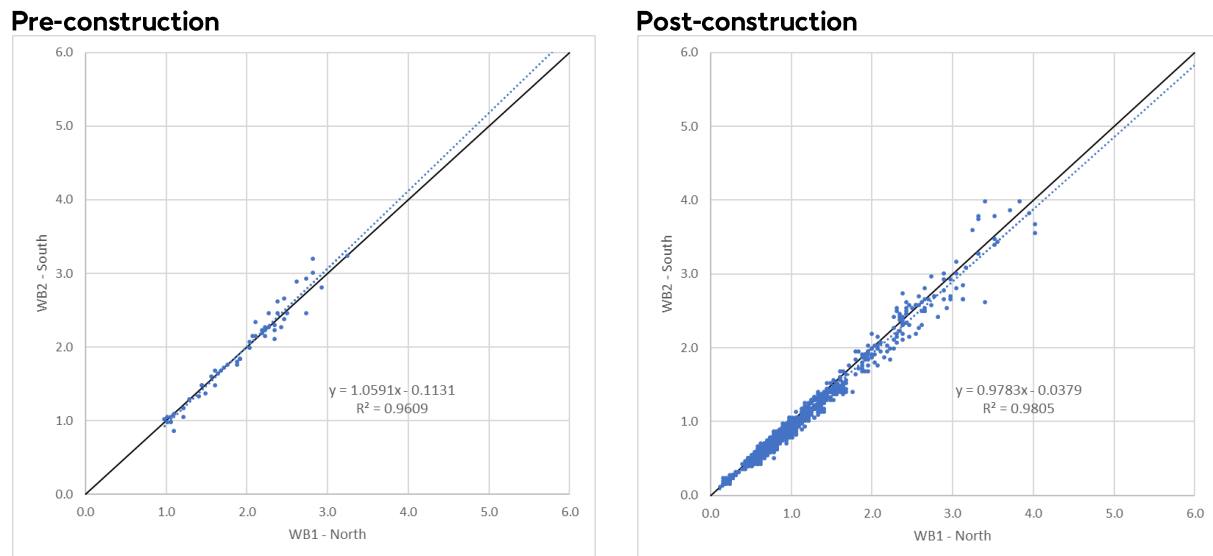 Pre-construction
6.0
5.0
4.0
3.0
2.0
1.0
0.0
WB2 - South
y = 1.0591x - 0.1131
R² = 0.9609
0.0 1.0 2.0 3.0 4.0 5.0 6.0
WB1 - North
Post-construction
6.0
5.0
4.0
3.0
2.0
1.0
0.0
WB2 - South
y = 0.9783x - 0.0379
R² = 0.9805
0.0 1.0 2.0 3.0 4.0 5.0 6.0
WB1 - North